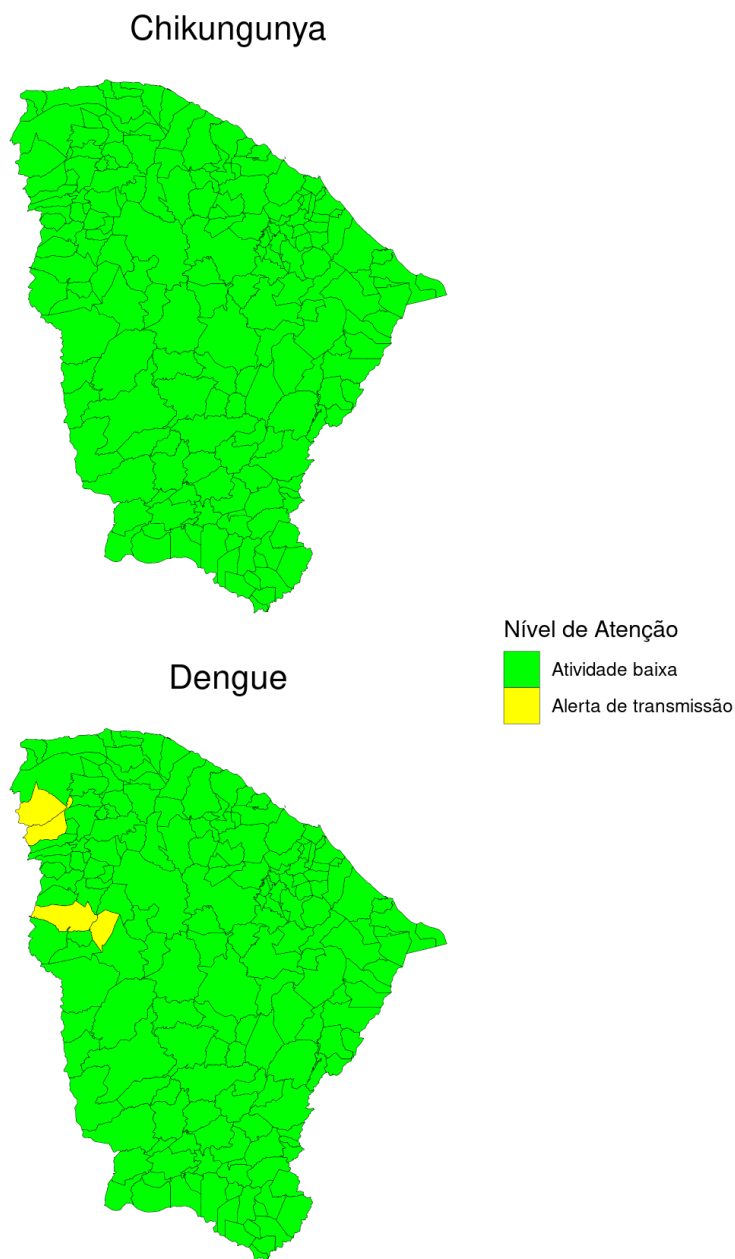 Chikungunya
Nível de Atenção
Atividade baixa
Alerta de transmissão
Dengue